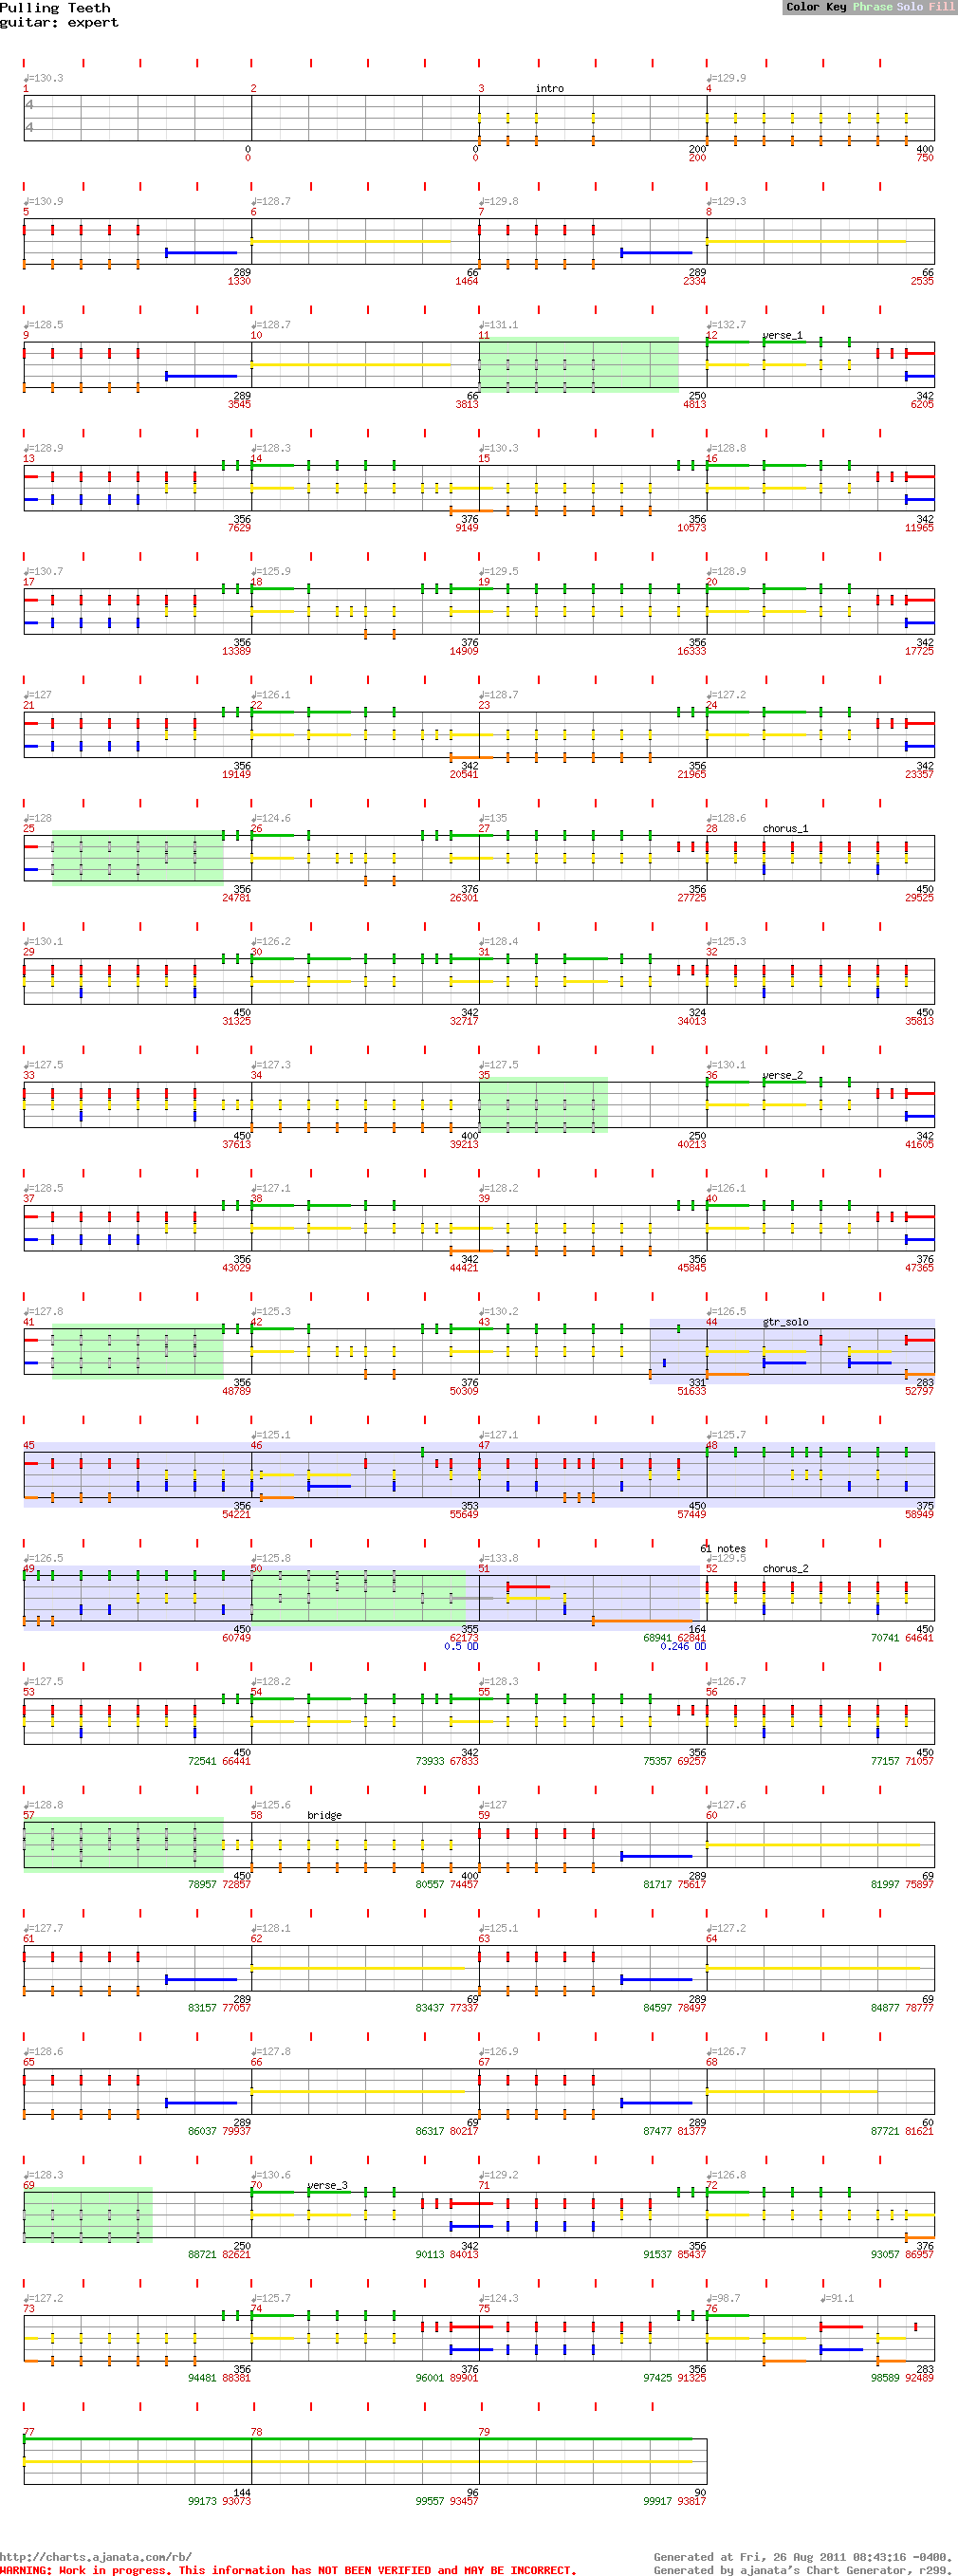 Pulling Teeth
guitar: expert
Color Key Phrase Solo Fill
♩=130.3 ♩=129.9
1 2 3 intro 4
4
4
0 0 200 400
0 0 200 750
♩=130.9 ♩=128.7 ♩=129.8 ♩=129.3
5 6 7 8
289 66 289 66
1330 1464 2334 2535
♩=128.5 ♩=128.7 ♩=131.1 ♩=132.7
9 10 11 12 verse_1
289 66 250 342
3545 3813 4813 6205
♩=128.9 ♩=128.3 ♩=130.3 ♩=128.8
13 14 15 16
356 376 356 342
7629 9149 10573 11965
♩=130.7 ♩=125.9 ♩=129.5 ♩=128.9
17 18 19 20
356 376 356 342
13389 14909 16333 17725
♩=127 ♩=126.1 ♩=128.7 ♩=127.2
21 22 23 24
356 342 356 342
19149 20541 21965 23357
♩=128 ♩=124.6 ♩=135 ♩=128.6
25 26 27 28 chorus_1
356 376 356 450
24781 26301 27725 29525
♩=130.1 ♩=126.2 ♩=128.4 ♩=125.3
29 30 31 32
450 342 324 450
31325 32717 34013 35813
♩=127.5 ♩=127.3 ♩=127.5 ♩=130.1
33 34 35 36 verse_2
450 400 250 342
37613 39213 40213 41605
♩=128.5 ♩=127.1 ♩=128.2 ♩=126.1
37 38 39 40
356 342 356 376
43029 44421 45845 47365
♩=127.8 ♩=125.3 ♩=130.2 ♩=126.5
41 42 43 44 gtr_solo
356 376 331 283
48789 50309 51633 52797
♩=125.1 ♩=127.1 ♩=125.7
45 46 47 48
356 353 450 375
54221 55649 57449 58949
61 notes
♩=126.5 ♩=125.8 ♩=133.8 ♩=129.5
49 50 51 52 chorus_2
450 355 164 450
60749 62173 68941 62841 70741 64641
0.5 OD 0.246 OD
♩=127.5 ♩=128.2 ♩=128.3 ♩=126.7
53 54 55 56
450 342 356 450
72541 66441 73933 67833 75357 69257 77157 71057
♩=128.8 ♩=125.6 ♩=127 ♩=127.6
57 58 bridge 59 60
450 400 289 69
78957 72857 80557 74457 81717 75617 81997 75897
♩=127.7 ♩=128.1 ♩=125.1 ♩=127.2
61 62 63 64
289 69 289 69
83157 77057 83437 77337 84597 78497 84877 78777
♩=128.6 ♩=127.8 ♩=126.9 ♩=126.7
65 66 67 68
289 69 289 60
86037 79937 86317 80217 87477 81377 87721 81621
♩=128.3 ♩=130.6 ♩=129.2 ♩=126.8
69 70 verse_3 71 72
250 342 356 376
88721 82621 90113 84013 91537 85437 93057 86957
♩=127.2 ♩=125.7 ♩=124.3 ♩=98.7 ♩=91.1
73 74 75 76
356 376 356 283
94481 88381 96001 89901 97425 91325 98589 92489
77 78 79
144 96 90
99173 93073 99557 93457 99917 93817
http://charts.ajanata.com/rb/
Generated at Fri, 26 Aug 2011 08:43:16 -0400.
WARNING: Work in progress. This information has NOT BEEN VERIFIED and MAY BE INCORRECT.
Generated by ajanata's Chart Generator, r299.